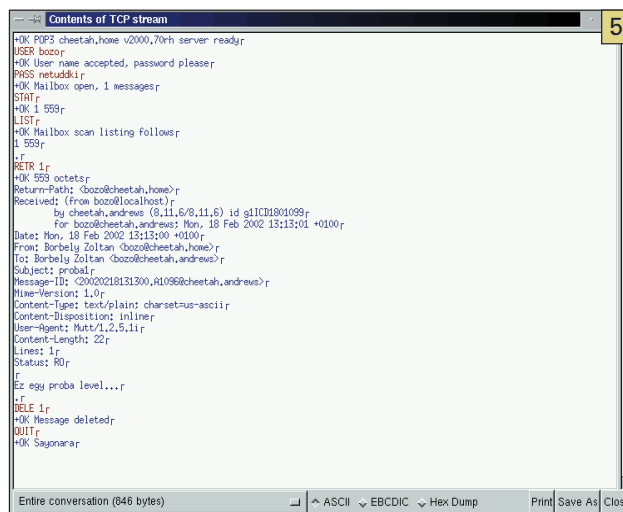 Contents of TCP stream
5
+OK POP3 cheetah.home v2000.70rh server ready┌
USER bozo┌
+OK User name accepted, password please┌
PASS netuddki┌
+OK Mailbox open, 1 messages┌
STAT┌
+OK 1 559┌
LIST┌
+OK Mailbox scan listing follows┌
1 559┌
.┌
RETR 1┌
+OK 559 octets┌
Return-Path: <bozo@cheetah.home>┌
Received: (from bozo@localhost)┌
by cheetah.andrews (8.11.6/8.11.6) id g1ICD1801099┌
for bozo@cheetah.andrews; Mon, 18 Feb 2002 13:13:01 +0100┌
Date: Mon, 18 Feb 2002 13:13:00 +0100┌
From: Borbely Zoltan <bozo@cheetah.home>┌
To: Borbely Zoltan <bozo@cheetah.andrews>┌
Subject: proba1┌
Message-ID: <20020218131300.A1096@cheetah.andrews>┌
Mime-Version: 1.0┌
Content-Type: text/plain; charset=us-ascii┌
Content-Disposition: inline┌
User-Agent: Mutt/1.2.5.1i┌
Content-Length: 22┌
Lines: 1┌
Status: RO┌
┌
Ez egy proba level...┌
.┌
DELE 1┌
+OK Message deleted┌
QUIT┌
+OK Sayonara┌
Entire conversation (846 bytes) ASCII EBCDIC Hex Dump Print Save As Clos